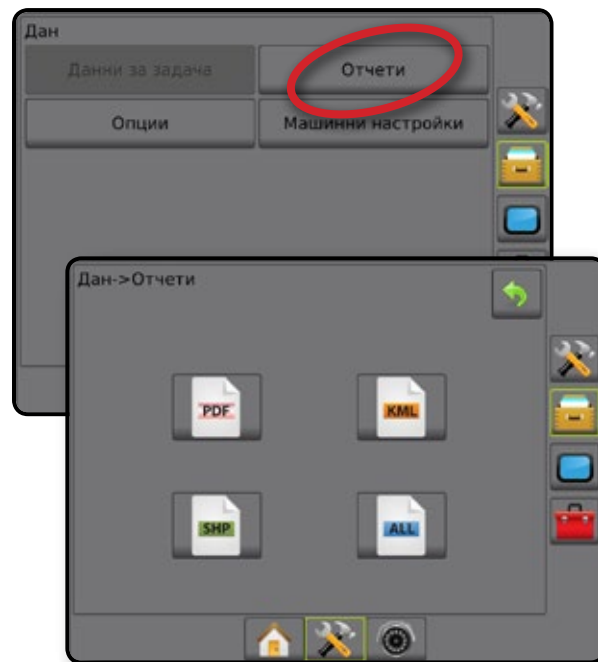 Дан
Данни за задача Отчети
Опции Машинни настройки
Дан->Отчети
PDF KML
SHP ALL